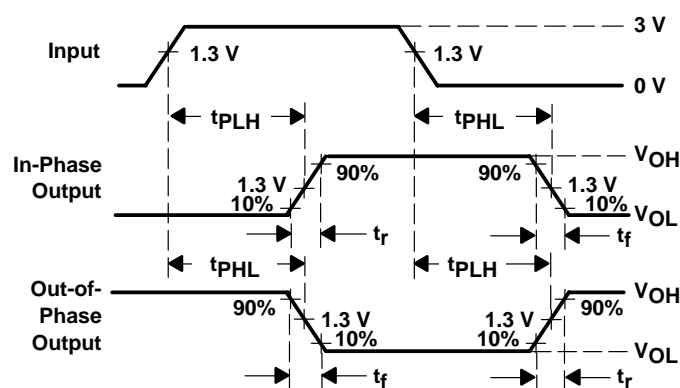 3 V
Input
1.3 V
1.3 V
0 V
tPLH
tPHL
VOH
In-Phase
Output
90%
90%
1.3 V
1.3 V
10%
10%
VOL
tr
tf
tPHL
tPLH
Out-of-
Phase
Output
VOH
90%
90%
1.3 V
1.3 V
10%
10%
VOL
tf
tr